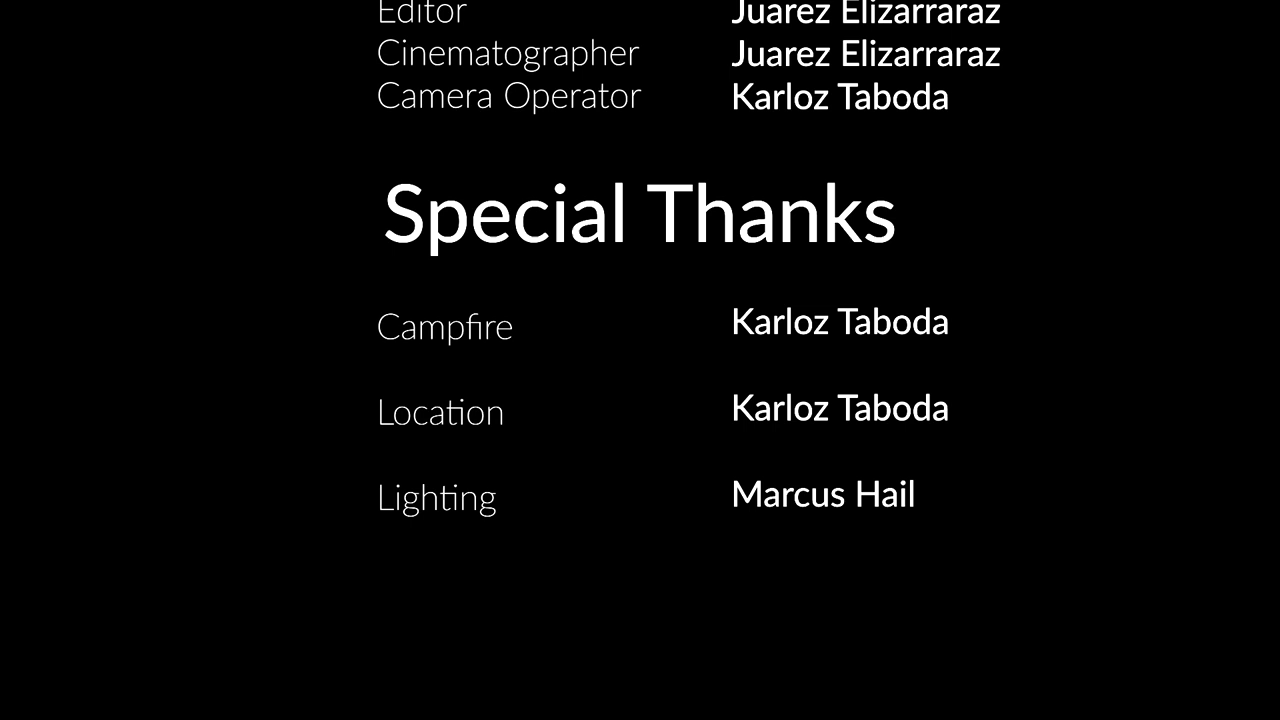 Editor Juarez Elizarraraz
Cinematographer Juarez Elizarraraz
Camera Operator Karloz Taboda
Special Thanks
Campfire Karloz Taboda
Location Karloz Taboda
Lighting Marcus Hail